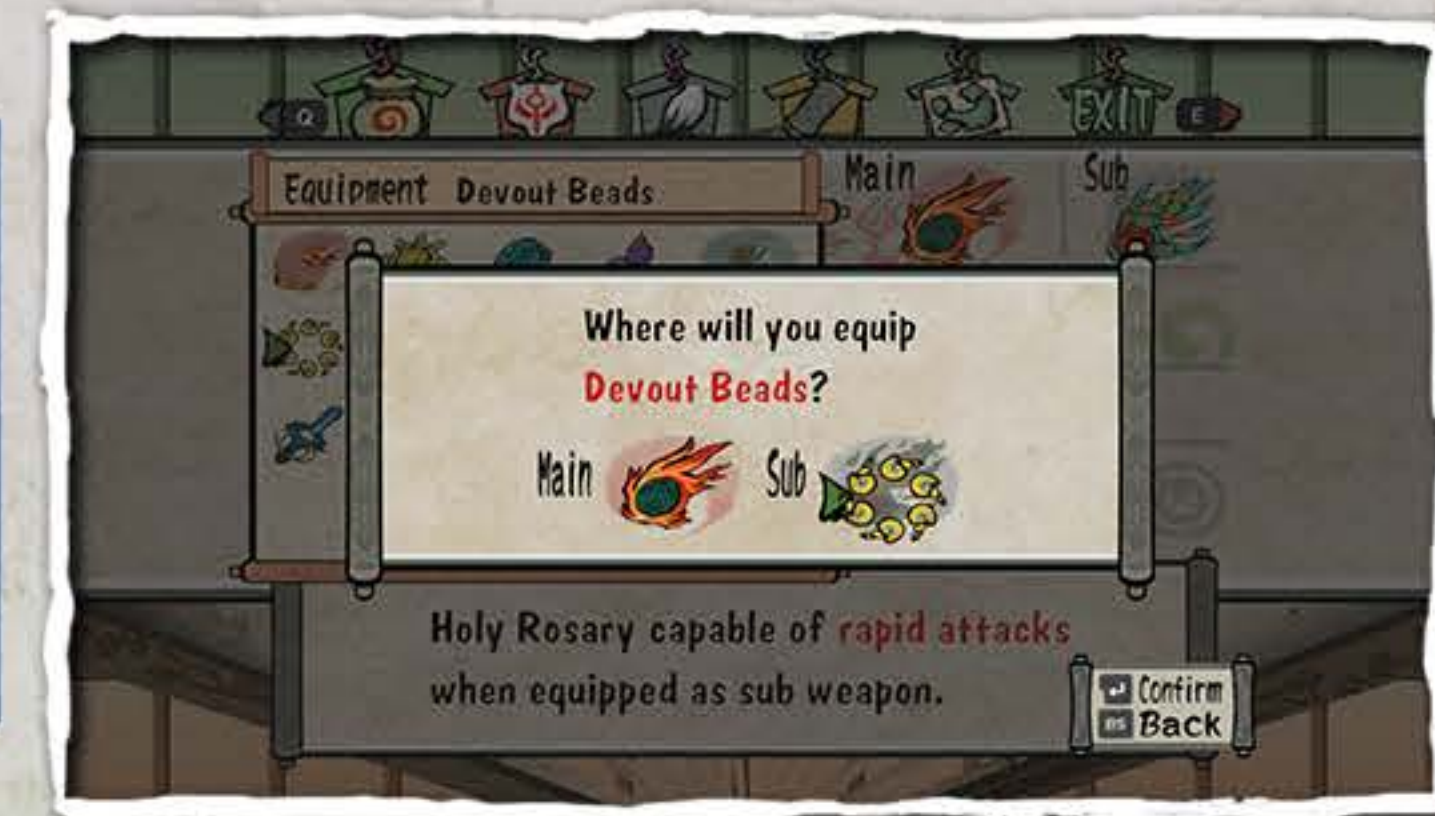 Q
EXIT
E
Equipment Devout Beads
Main
Sub
Where will you equip
Devout Beads?
Main
Sub
Holy Rosary capable of rapid attacks
when equipped as sub weapon.
Confirm
BS Back